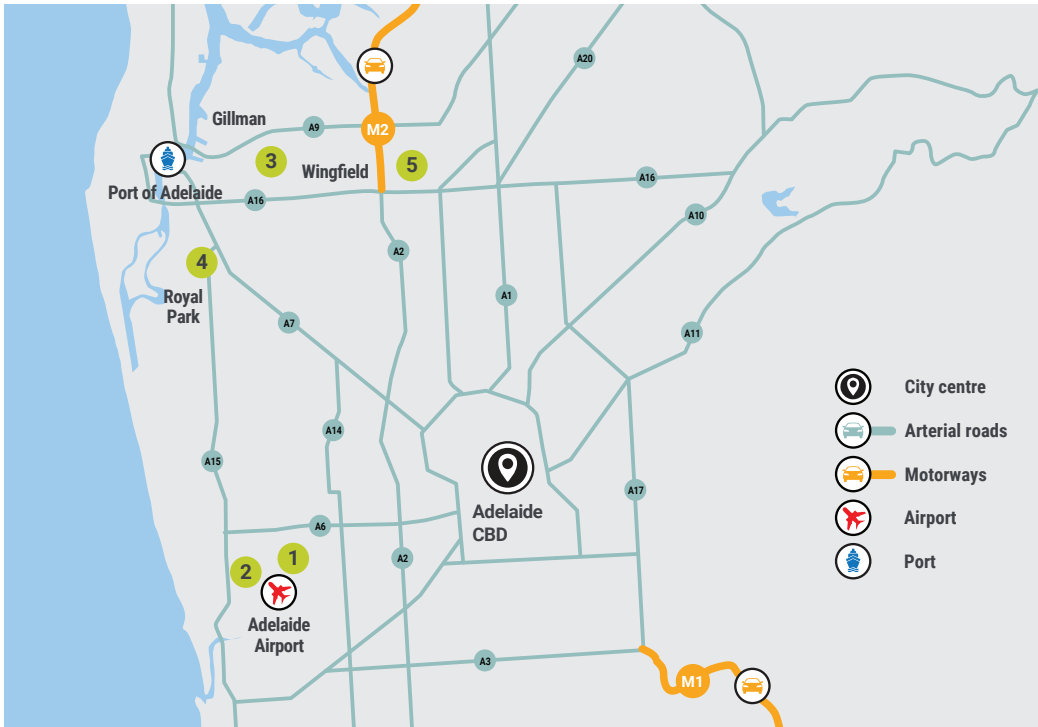 A20
Gillman
A9
M2
3
Wingfield
5
Port of Adelaide
A16
A16
A10
4
A2
Royal
Park
A1
A7
A11
City centre
A14
Arterial roads
A15
Motorways
Adelaide
CBD
A17
A6
Airport
2
1
A2
Port
Adelaide
Airport
A3
M1